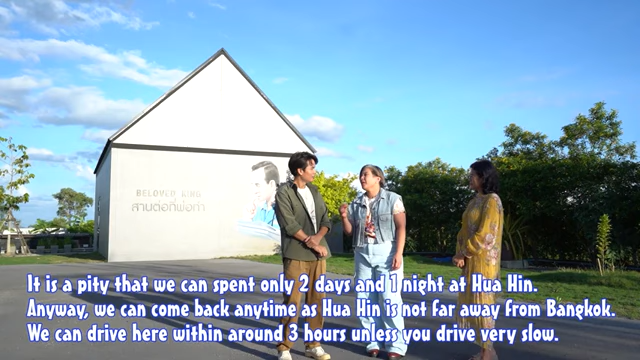 BELOVED KING
สานต่อที่พ่อทำ
It is a pity that we can spent only 2 days and 1 night at Hua Hin.
Anyway, we can come back anytime as Hua Hin is not far away from Bangkok.
We can drive here within around 3 hours unless you drive very slow.